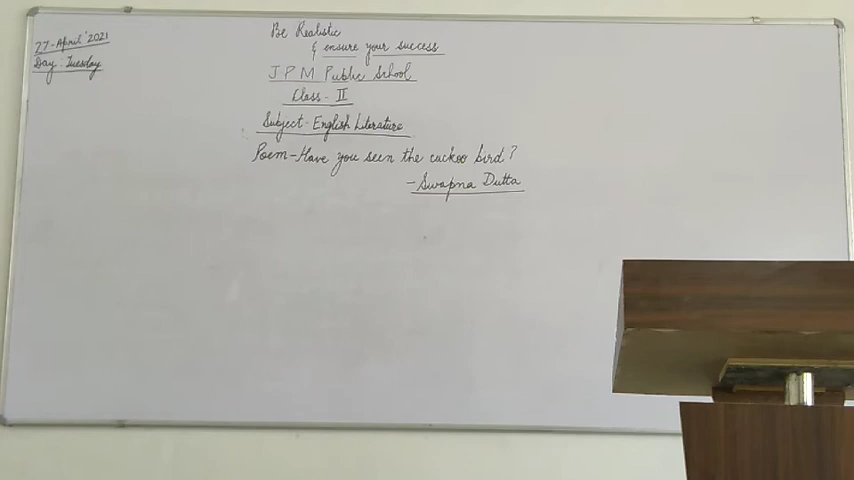 27-April'2021
Day: Tuesday
Be Realistic
& ensure your success
JPM Public School
Class-II
Subject-English Literature
Poem-Have you seen the cuckoo bird?
-Swapna Dutta